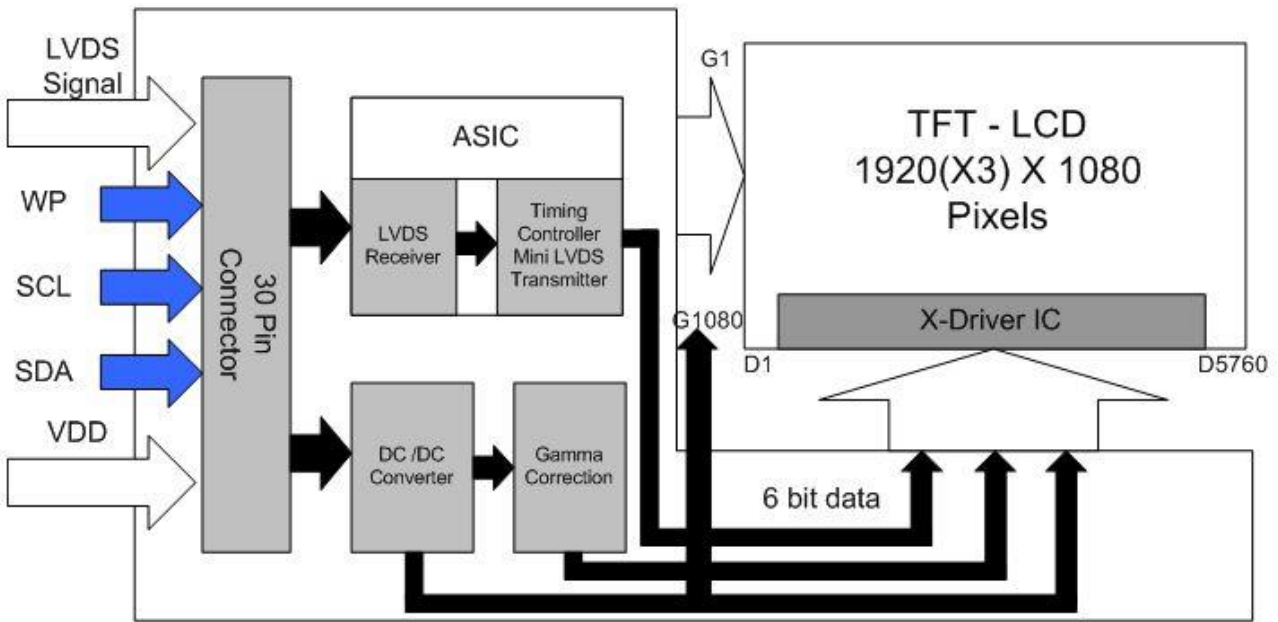 LVDS
Signal
WP
SCL
SDA
VDD
30 Pin
Connector
ASIC
LVDS
Receiver
Timing
Controller
Mini LVDS
Transmitter
DC /DC
Converter
Gamma
Correction
G1
G1080
TFT - LCD
1920(X3) X 1080
Pixels
X-Driver IC
D1
D5760
6 bit data